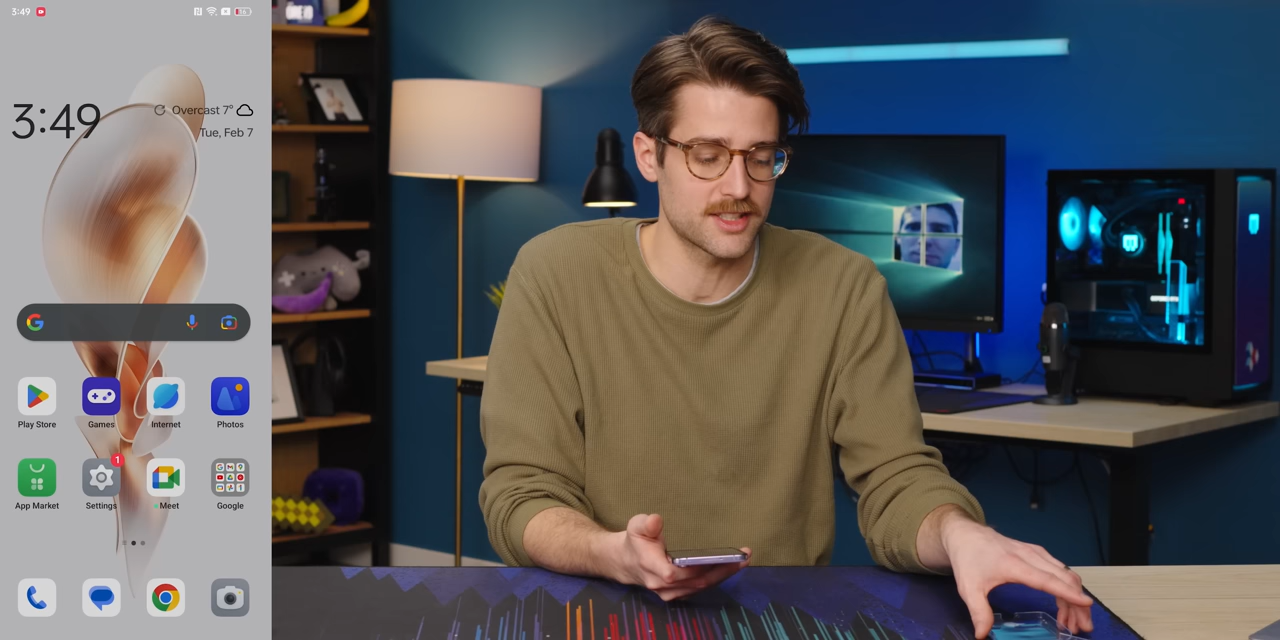 3:49
16
3:49
Overcast 7°
Tue, Feb 7
Play Store
Games
Internet
Photos
1
App Market
Settings
Meet
Google